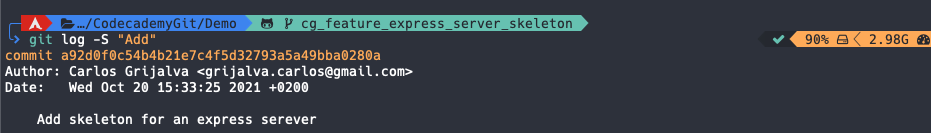 …/CodecademyGit/Demo cg_feature_express_server_skeleton
git log -S "Add" 90% 2.98G
commit a92d0f0c54b4b21e7c4f5d32793a5a49bba0280a
Author: Carlos Grijalva <grijalva.carlos@gmail.com>
Date:   Wed Oct 20 15:33:25 2021 +0200
Add skeleton for an express serever